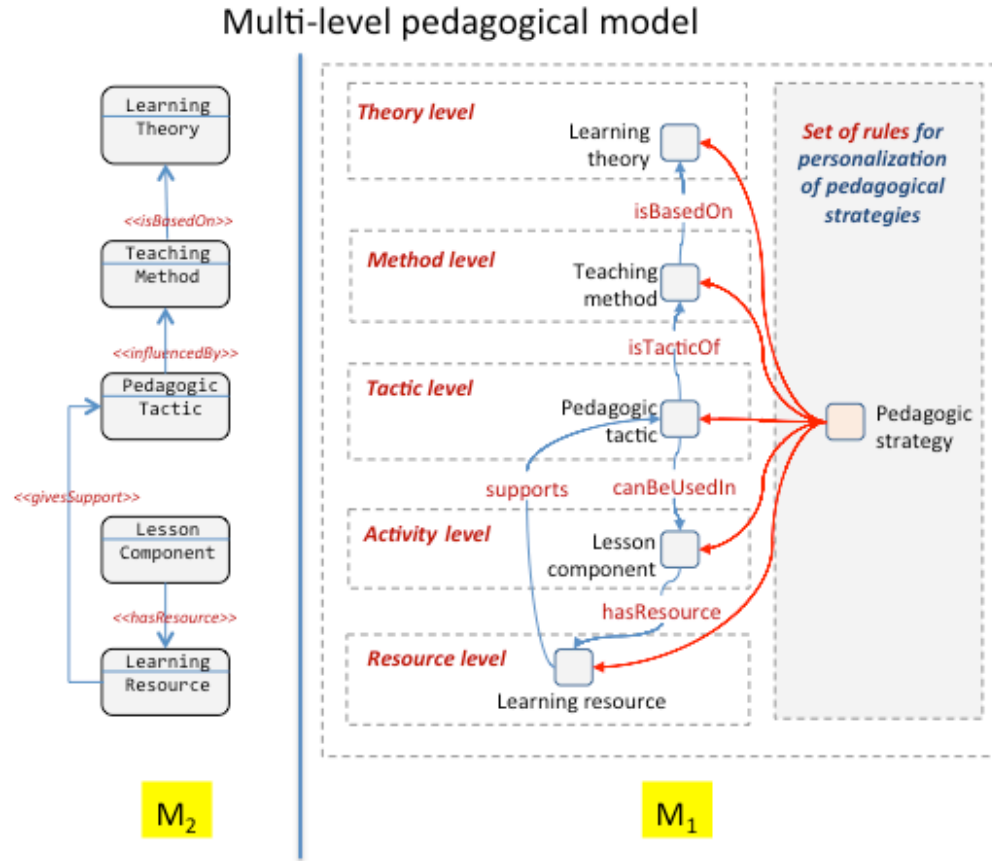 Multi-level pedagogical model
Learning
Theory
<<isBasedOn>>
Teaching
Method
<<influencedBy>>
Pedagogic
Tactic
<<givesSupport>>
Lesson
Component
<<hasResource>>
Learning
Resource
M2
Theory level
Learning
theory
isBasedOn
Method level
Teaching
method
isTacticOf
Tactic level
Pedagogic
tactic
supports
canBeUsedIn
Activity level
Lesson
component
hasResource
Resource level
Learning resource
Set of rules for
personalization
of pedagogical
strategies
Pedagogic
strategy
M1